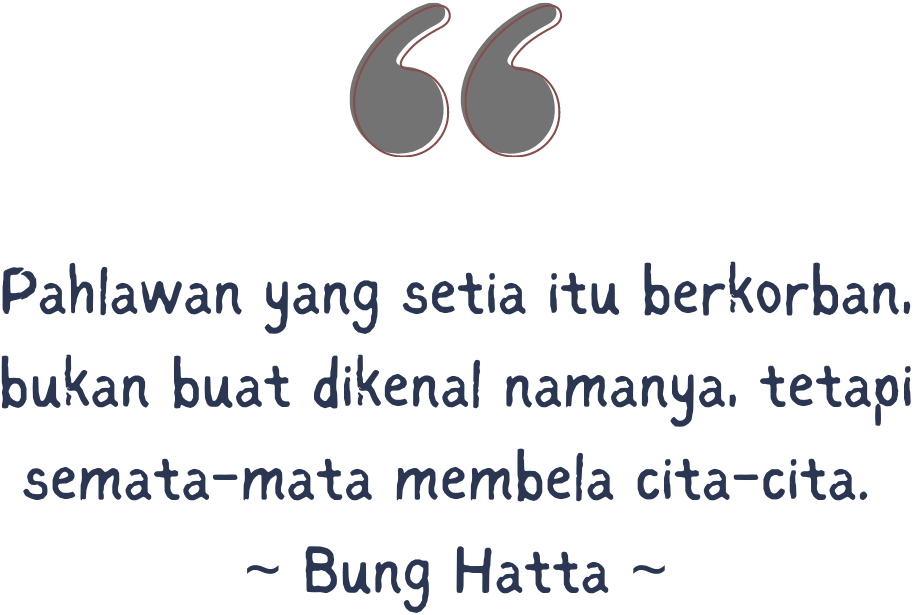 “
Pahlawan yang setia itu berkorban,
bukan buat dikenal namanya, tetapi
semata-mata membela cita-cita.
~ Bung Hatta ~